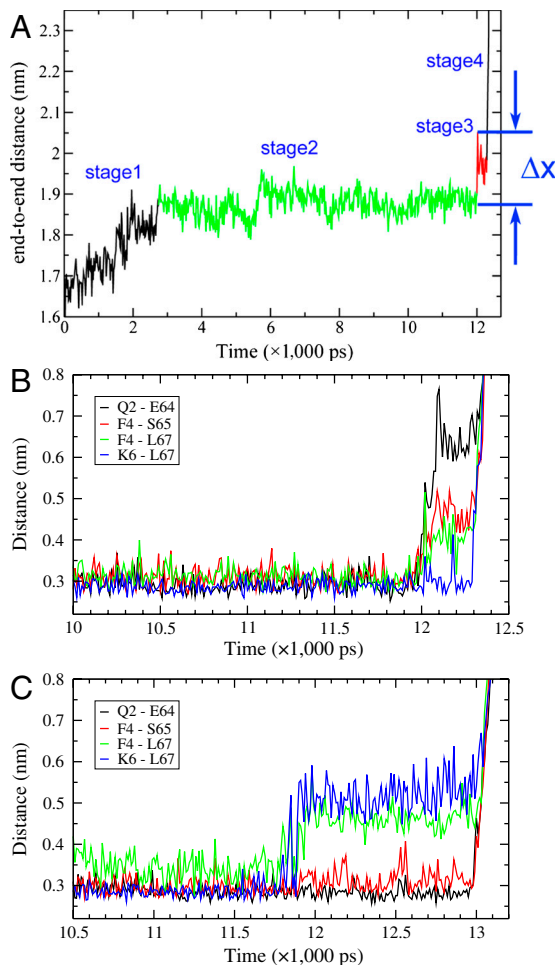 A
2.3
2.2
2.1
2
1.9
1.8
1.7
1.6
end-to-end distance (nm)
stage1
stage2
stage3
stage4
Δx
0 2 4 6 8 10 12
Time (×1,000 ps)
B
0.8
0.7
0.6
0.5
0.4
0.3
Distance (nm)
Q2 - E64
F4 - S65
F4 - L67
K6 - L67
10 10.5 11 11.5 12 12.5
Time (×1,000 ps)
C
0.8
0.7
0.6
0.5
0.4
0.3
Distance (nm)
Q2 - E64
F4 - S65
F4 - L67
K6 - L67
10.5 11 11.5 12 12.5 13
Time (×1,000 ps)